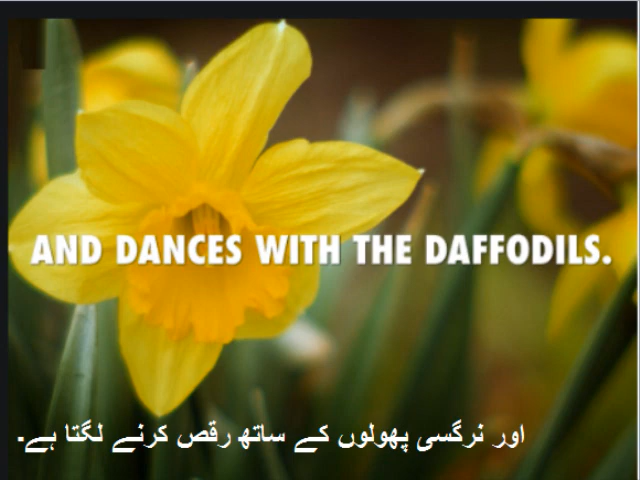 AND DANCES WITH THE DAFFODILS.
اور نرگسی پھولوں کے ساتھ رقص کرنے لگتا ہے۔